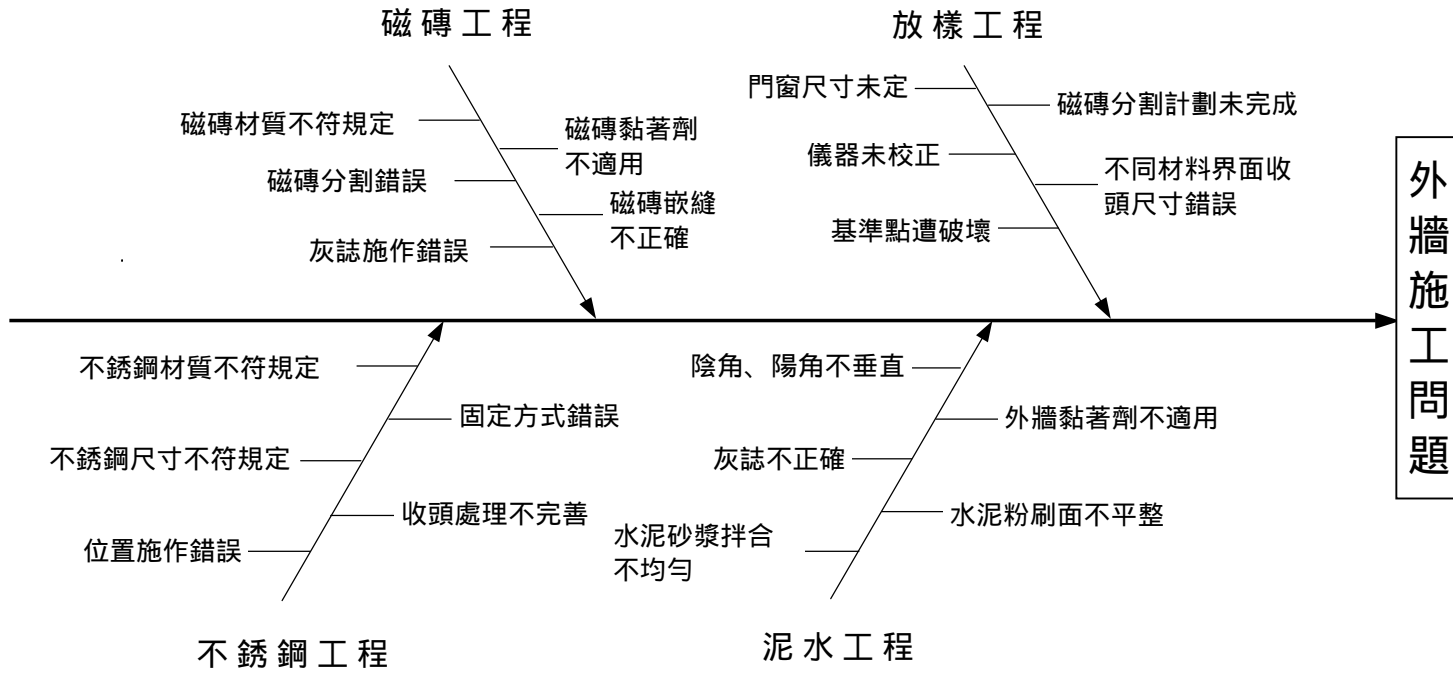 磁磚工程
放樣工程
門窗尺寸未定
磁磚分割計劃未完成
磁磚材質不符規定
磁磚黏著劑
不適用
儀器未校正
不同材料界面收
頭尺寸錯誤
磁磚分割錯誤
磁磚嵌縫
不正確
基準點遭破壞
灰誌施作錯誤
外牆施工問題
不銹鋼材質不符規定
陰角、陽角不垂直
固定方式錯誤
外牆黏著劑不適用
不銹鋼尺寸不符規定
灰誌不正確
收頭處理不完善
水泥粉刷面不平整
位置施作錯誤
水泥砂漿拌合
不均勻
不銹鋼工程
泥水工程